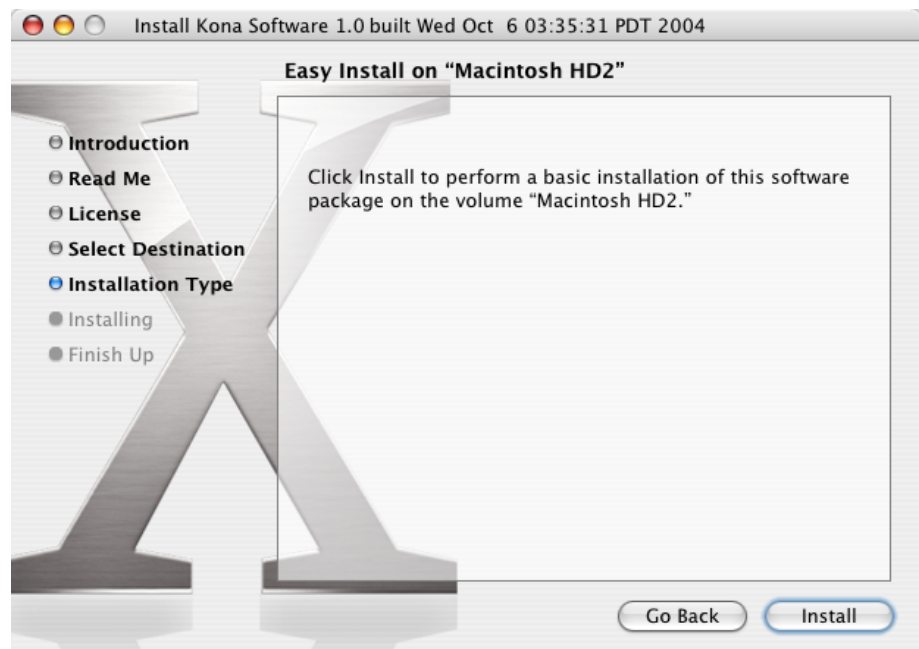 Install Kona Software 1.0 built Wed Oct  6 03:35:31 PDT 2004
Easy Install on “Macintosh HD2”
Introduction
Read Me
License
Select Destination
Installation Type
Installing
Finish Up
Click Install to perform a basic installation of this software
package on the volume “Macintosh HD2.”
Go Back
Install